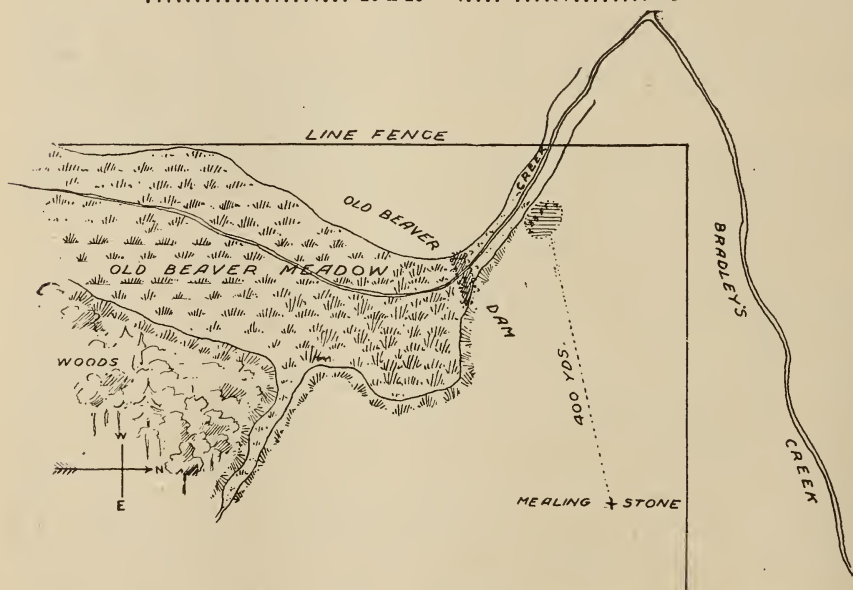 LINE FENCE
CREEK
OLD BEAVER
DAM
OLD BEAVER MEADOW
BRADLEY'S
CREEK
400 YDS.
WOODS
W
N
E
MEALING STONE